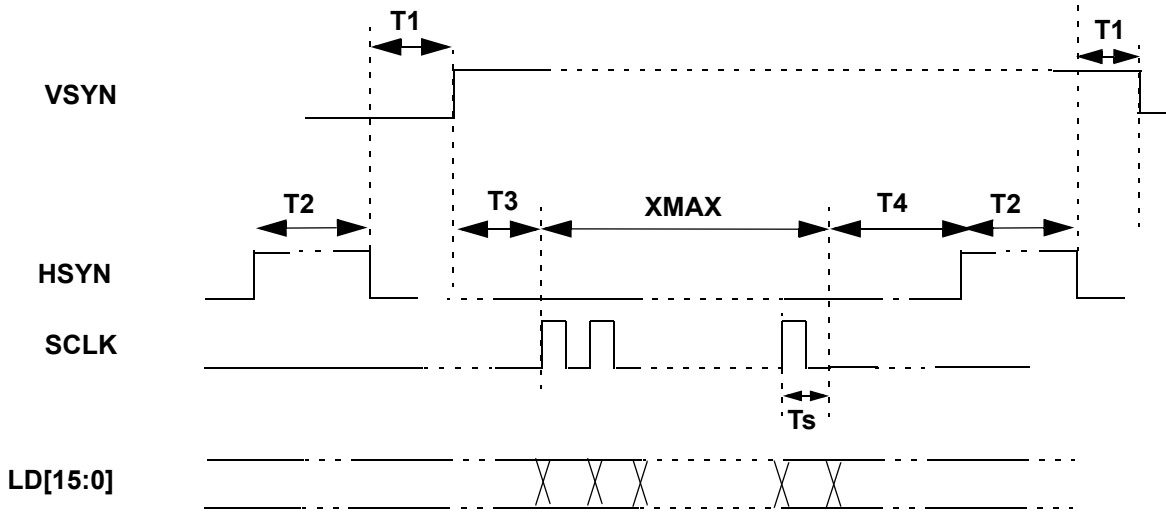 T1
T1
VSYN
T2
T3
XMAX
T4
T2
HSYN
SCLK
Ts
LD[15:0]